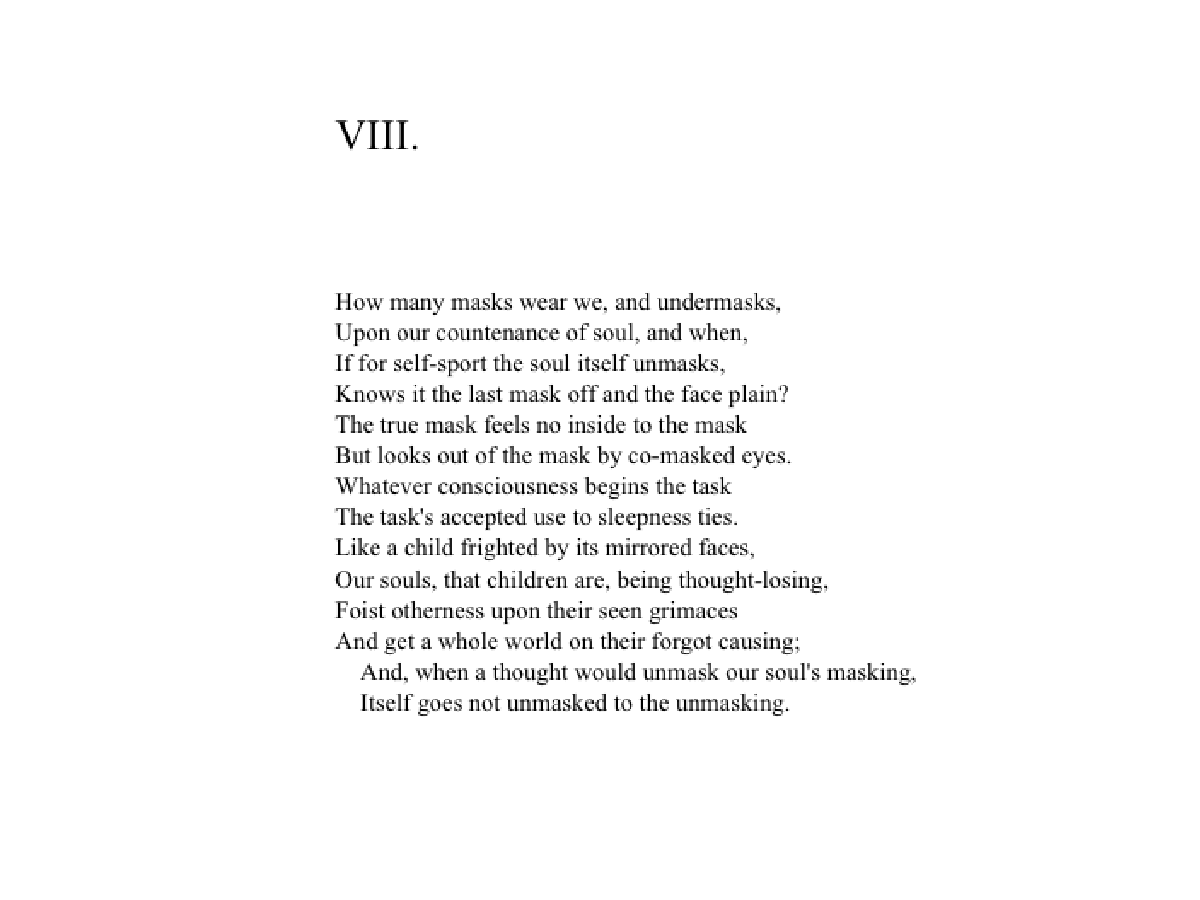 VIII.
How many masks wear we, and undermasks,
Upon our countenance of soul, and when,
If for self-sport the soul itself unmasks,
Knows it the last mask off and the face plain?
The true mask feels no inside to the mask
But looks out of the mask by co-masked eyes.
Whatever consciousness begins the task
The task's accepted use to sleepness ties.
Like a child frighted by its mirrored faces,
Our souls, that children are, being thought-losing,
Foist otherness upon their seen grimaces
And get a whole world on their forgot causing;
And, when a thought would unmask our soul's masking,
Itself goes not unmasked to the unmasking.